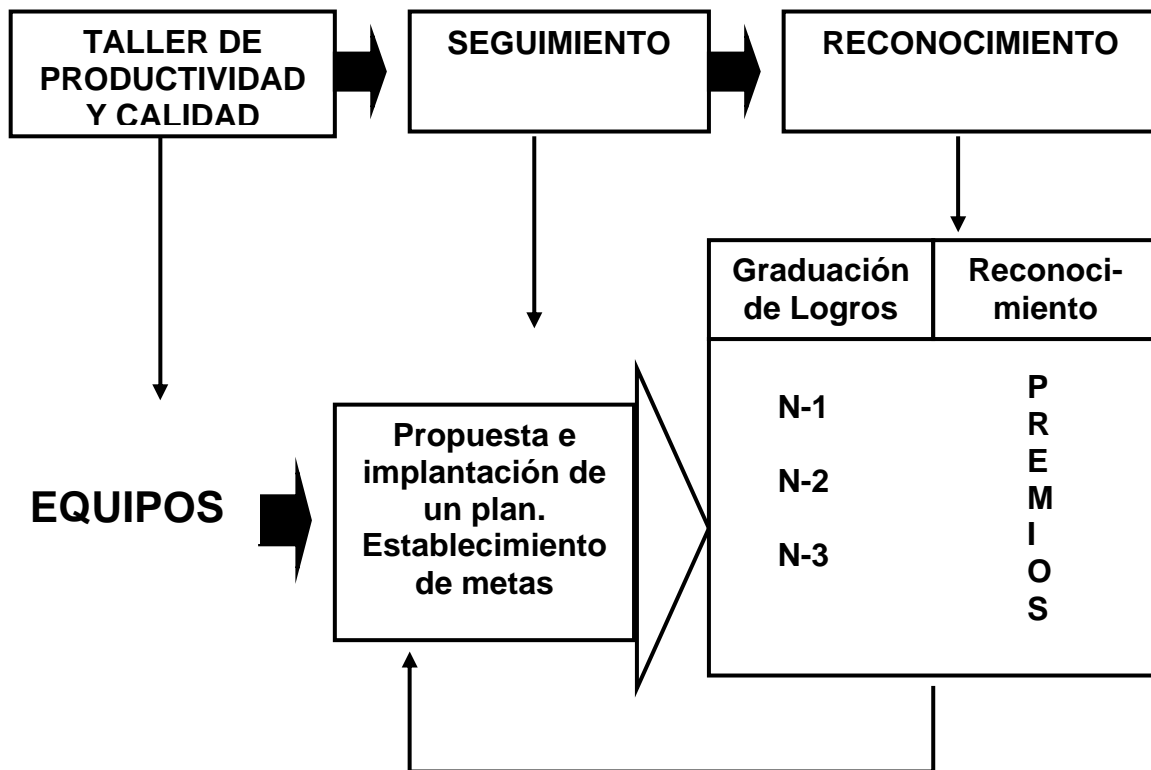 TALLER DE
PRODUCTIVIDAD
Y CALIDAD
SEGUIMIENTO
RECONOCIMIENTO
Graduación
de Logros
Reconoci-
miento
N-1
N-2
N-3
P
R
E
M
I
O
S
EQUIPOS
Propuesta e
implantación de
un plan.
Establecimiento
de metas